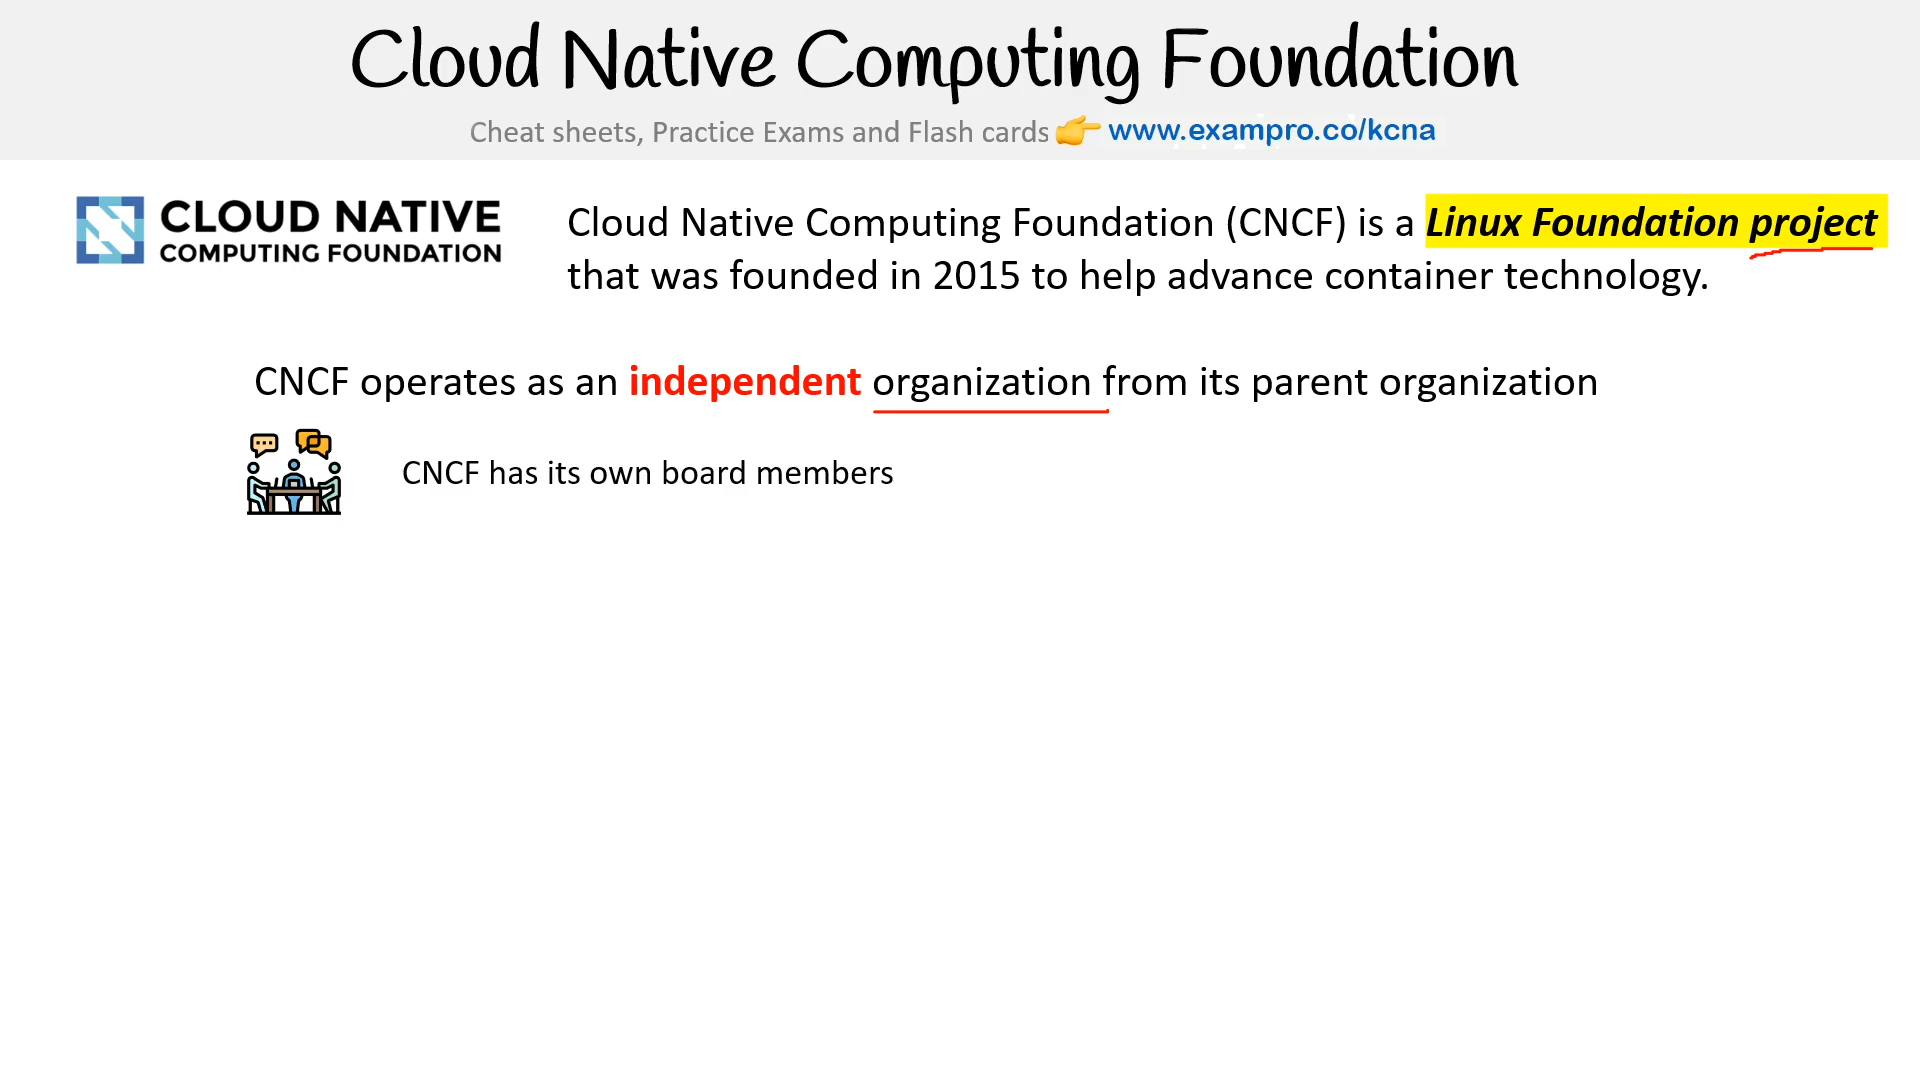 Cloud Native Computing Foundation
Cheat sheets, Practice Exams and Flash cards 👉 www.exampro.co/kcna
CLOUD NATIVE
COMPUTING FOUNDATION
Cloud Native Computing Foundation (CNCF) is a Linux Foundation project
that was founded in 2015 to help advance container technology.
CNCF operates as an independent organization from its parent organization
CNCF has its own board members